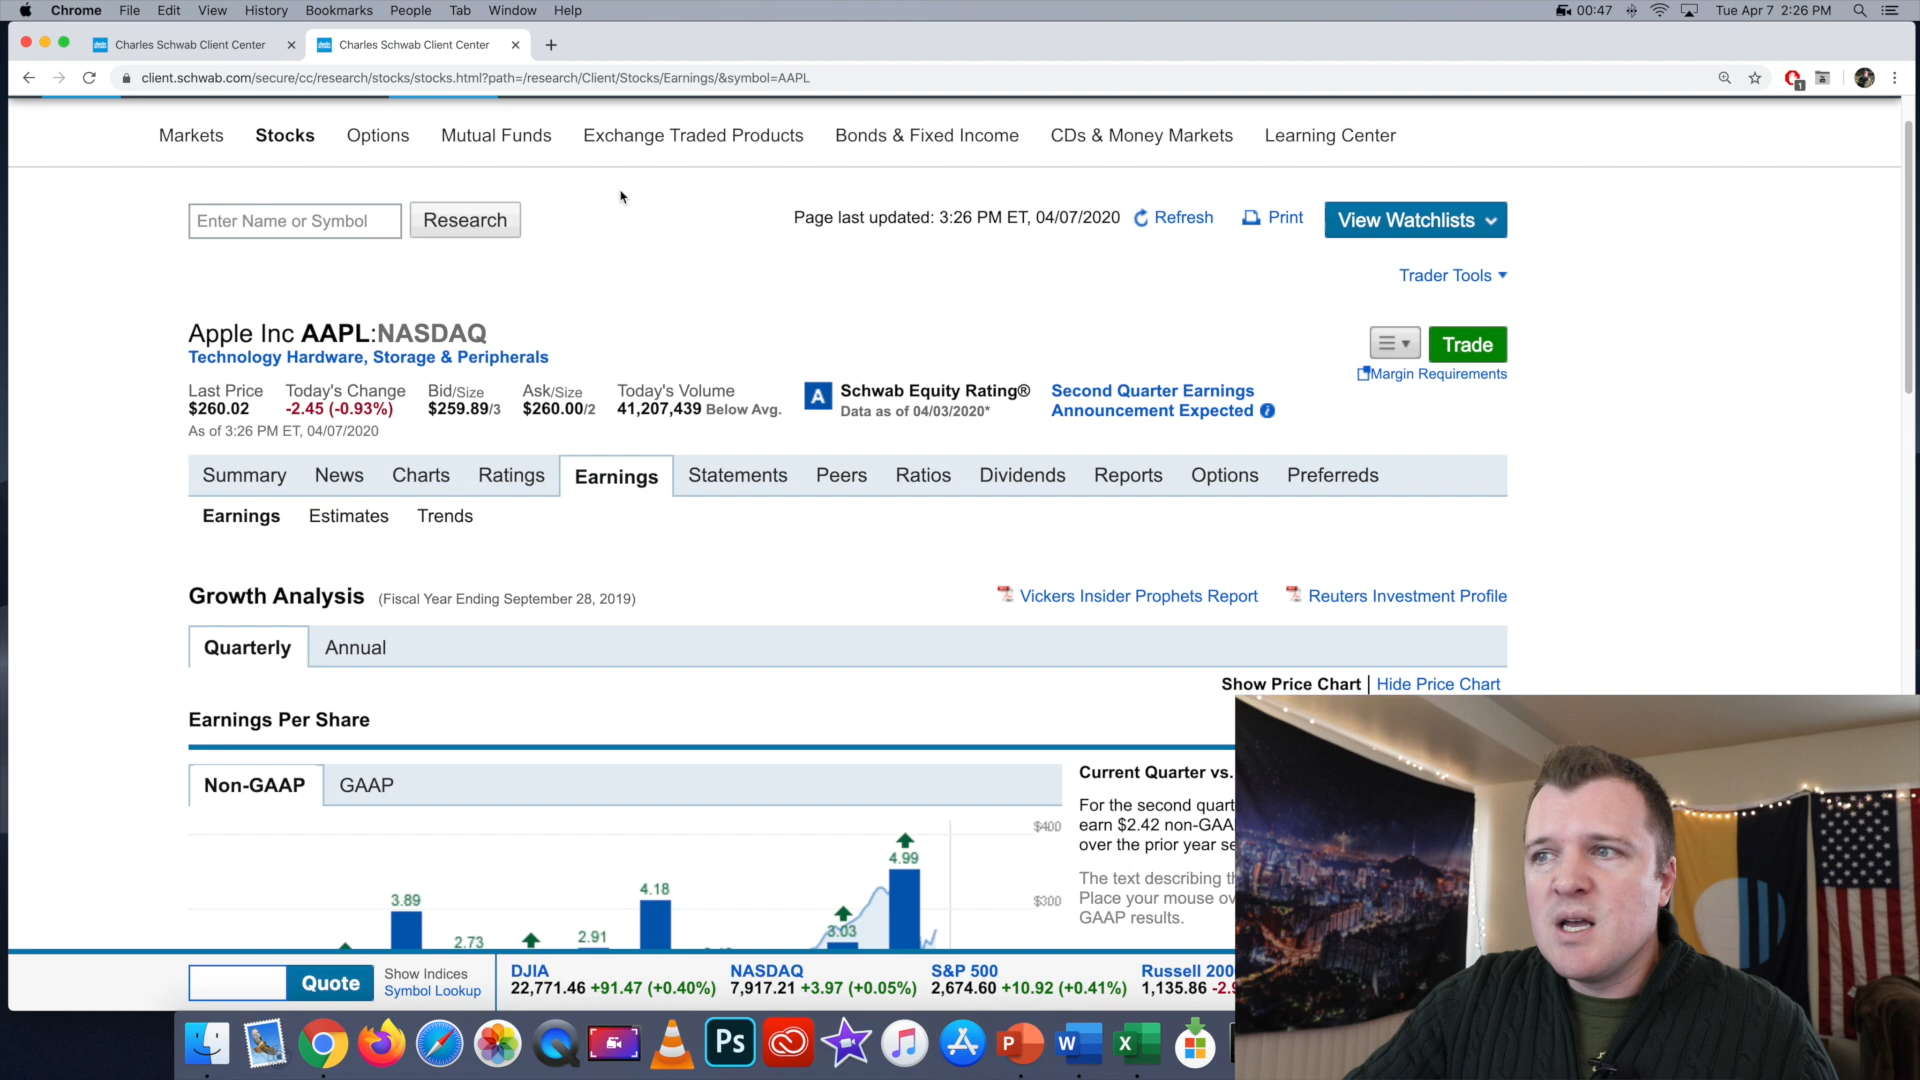 Chrome File Edit View History Bookmarks People Tab Window Help 00:47 Tue Apr 7 2:26 PM
Charles Schwab Client Center Charles Schwab Client Center
client.schwab.com/secure/cc/research/stocks/stocks.html?path=/research/Client/Stocks/Earnings/&symbol=AAPL
Markets Stocks Options Mutual Funds Exchange Traded Products Bonds & Fixed Income CDs & Money Markets Learning Center
Enter Name or Symbol Research Page last updated: 3:26 PM ET, 04/07/2020 Refresh Print View Watchlists
Trader Tools
Apple Inc AAPL:NASDAQ
Trade
Technology Hardware, Storage & Peripherals
Margin Requirements
Last Price Today's Change Bid/Size Ask/Size Today's Volume A Schwab Equity Rating® Second Quarter Earnings
$260.02 -2.45 (-0.93%) $259.89/3 $260.00/2 41,207,439 Below Avg. Data as of 04/03/2020* Announcement Expected
As of 3:26 PM ET, 04/07/2020
Summary News Charts Ratings Earnings Statements Peers Ratios Dividends Reports Options Preferreds
Earnings Estimates Trends
Growth Analysis (Fiscal Year Ending September 28, 2019) Vickers Insider Prophets Report Reuters Investment Profile
Quarterly Annual
Show Price Chart | Hide Price Chart
Earnings Per Share
Non-GAAP GAAP
Current Quarter vs.
For the second quart
earn $2.42 non-GAA
over the prior year se
The text describing th
Place your mouse ov
GAAP results.
$400
4.99
4.18
3.89
$300
3.03
2.91
2.73
Quote
Show Indices
Symbol Lookup
DJIA NASDAQ S&P 500 Russell 200
22,771.46 +91.47 (+0.40%) 7,917.21 +3.97 (+0.05%) 2,674.60 +10.92 (+0.41%) 1,135.86
Ps P W X